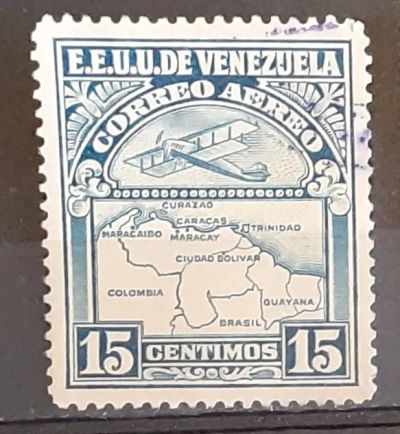 E.E.U.U. DE VENEZUELA
CORREO AEREO
CURAZAO
CARACAS
TRINIDAD
MARACAIBO
MARACAY
CIUDAD BOLIVAR
COLOMBIA
GUAYANA
BRASIL
15 CENTIMOS 15